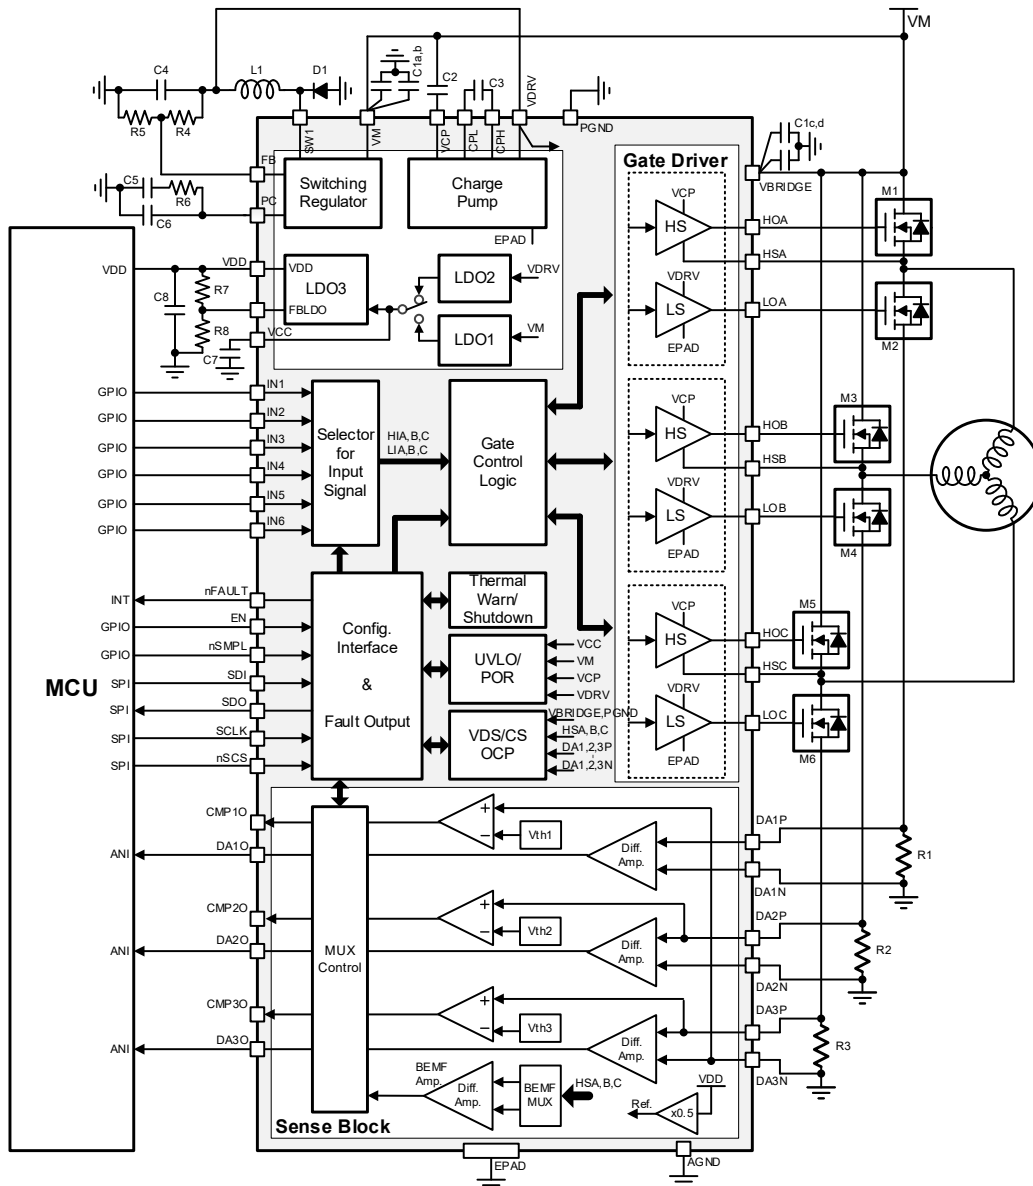 VM
C4
L1
D1
C1a,b
C2
C3
VDRV
R5
R4
PGND
C1c,d
SW1
VM
VCP
CPL
CPH
FB
Gate Driver
VBRIDGE
C5
R6
C6
PC
Switching Regulator
Charge Pump
EPAD
VCP
HS
HOA
M1
HSA
VDD
VDD
VDD
LDO3
FBLDO
LDO2
VDRV
LDO1
VM
VDRV
LS
EPAD
LOA
M2
C8
R7
R8
C7
VCC
GPIO
IN1
GPIO
IN2
GPIO
IN3
GPIO
IN4
GPIO
IN5
GPIO
IN6
Selector for Input Signal
HIA,B,C
LIA,B,C
Gate Control Logic
VCP
HS
HOB
M3
HSB
VDRV
LS
EPAD
LOB
M4
MCU
INT
nFAULT
GPIO
EN
GPIO
nSMPL
SPI
SDI
SPI
SDO
SPI
SCLK
SPI
nSCS
Config. Interface
&
Fault Output
Thermal Warn/ Shutdown
UVLO/ POR
VCC
VM
VCP
VDRV
VDS/CS OCP
VBRIDGE,PGND
HSA,B,C
DA1,2,3P
DA1,2,3N
VCP
HS
HOC
M5
HSC
VDRV
LS
EPAD
LOC
M6
CMP1O
ANI
DA1O
CMP2O
ANI
DA2O
CMP3O
ANI
DA3O
MUX Control
+
−
Vth1
Diff. Amp.
DA1P
DA1N
R1
+
−
Vth2
Diff. Amp.
DA2P
DA2N
R2
+
−
Vth3
Diff. Amp.
DA3P
DA3N
R3
BEMF Amp.
Diff. Amp.
BEMF MUX
HSA,B,C
Ref.
x0.5
VDD
Sense Block
EPAD
AGND